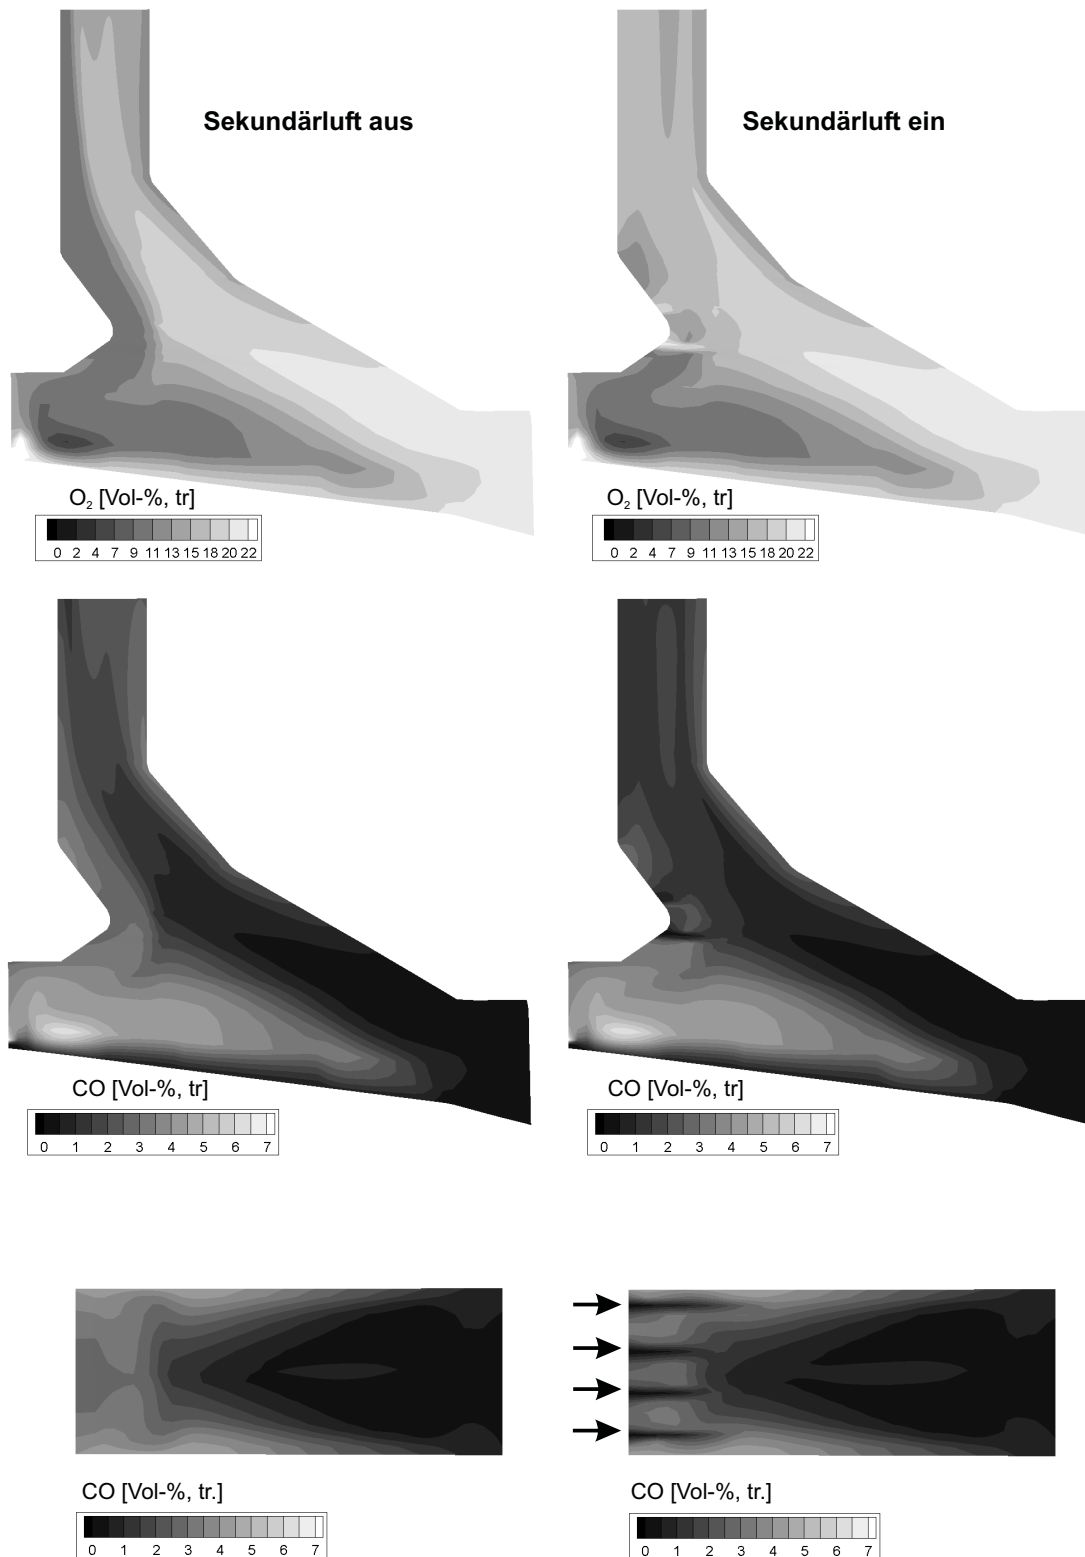 Sekundärluft aus
Sekundärluft ein
O₂ [Vol-%, tr]
0 2 4 7 9 11 13 15 18 20 22
O₂ [Vol-%, tr]
0 2 4 7 9 11 13 15 18 20 22
CO [Vol-%, tr]
0 1 2 3 4 5 6 7
CO [Vol-%, tr]
0 1 2 3 4 5 6 7
CO [Vol-%, tr.]
0 1 2 3 4 5 6 7
CO [Vol-%, tr.]
0 1 2 3 4 5 6 7